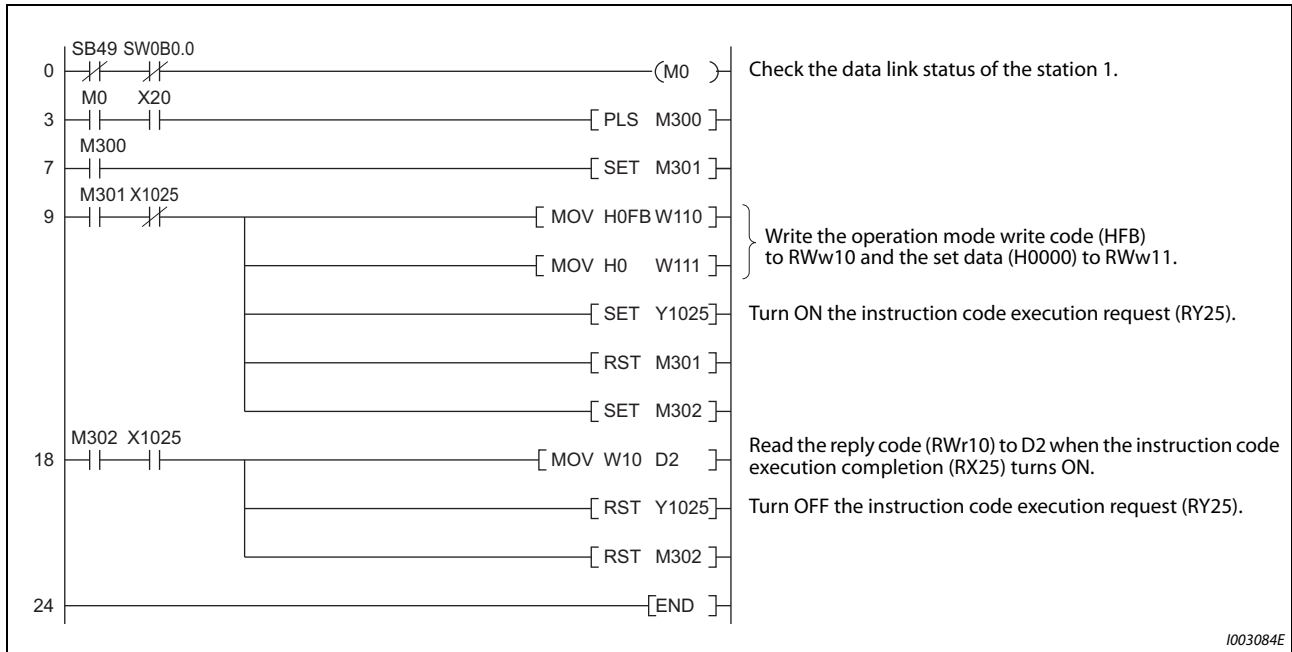 SB49 SW0B0.0
0 (M0 ) Check the data link status of the station 1.
M0 X20
3 [ PLS M300 ]
M300
7 [ SET M301 ]
M301 X1025
9 [ MOV H0FB W110 ]
Write the operation mode write code (HFB)
to RWw10 and the set data (H0000) to RWw11.
[ MOV H0 W111 ]
[ SET Y1025 ] Turn ON the instruction code execution request (RY25).
[ RST M301 ]
[ SET M302 ]
M302 X1025
18 [ MOV W10 D2 ] Read the reply code (RWr10) to D2 when the instruction code
execution completion (RX25) turns ON.
[ RST Y1025 ] Turn OFF the instruction code execution request (RY25).
[ RST M302 ]
24 [ END ]
I003084E